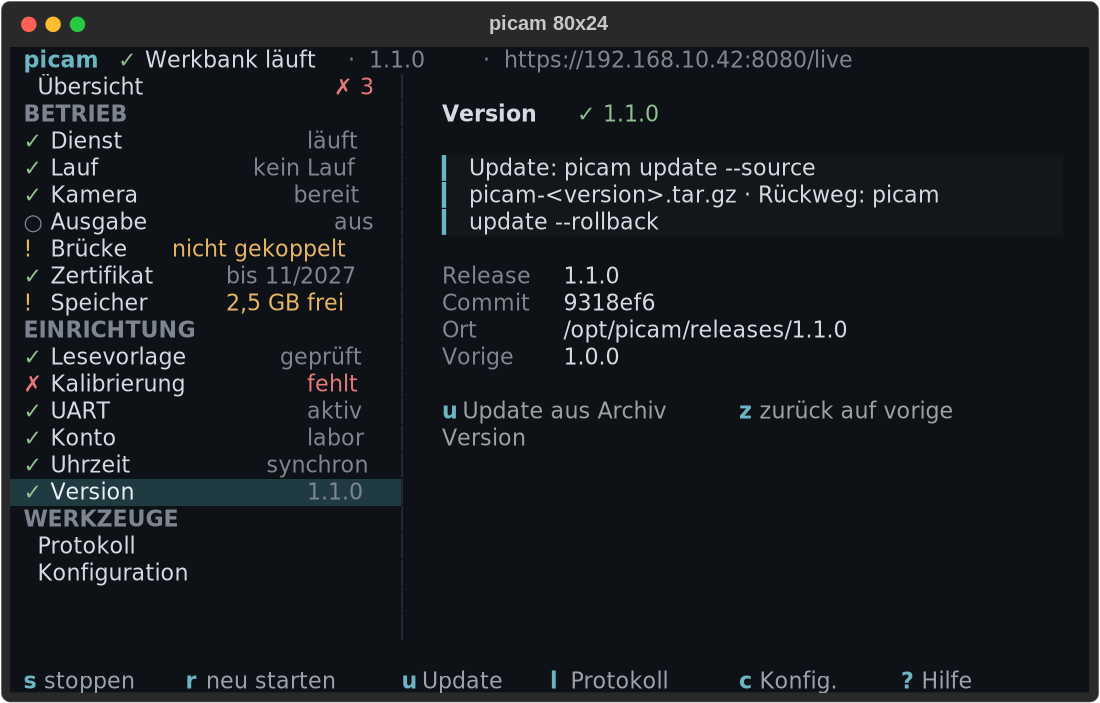 picam 80x24
picam ✓ Werkbank läuft · 1.1.0 · https://192.168.10.42:8080/live
Übersicht ✗ 3
BETRIEB
✓ Dienst läuft
✓ Lauf kein Lauf
✓ Kamera bereit
○ Ausgabe aus
! Brücke nicht gekoppelt
✓ Zertifikat bis 11/2027
! Speicher 2,5 GB frei
EINRICHTUNG
✓ Lesevorlage geprüft
✗ Kalibrierung fehlt
✓ UART aktiv
✓ Konto labor
✓ Uhrzeit synchron
✓ Version 1.1.0
WERKZEUGE
Protokoll
Konfiguration
Version ✓ 1.1.0
Update: picam update --source
picam-<version>.tar.gz · Rückweg: picam
update --rollback
Release 1.1.0
Commit 9318ef6
Ort /opt/picam/releases/1.1.0
Vorige 1.0.0
u Update aus Archiv z zurück auf vorige
Version
s stoppen r neu starten u Update l Protokoll c Konfig. ? Hilfe